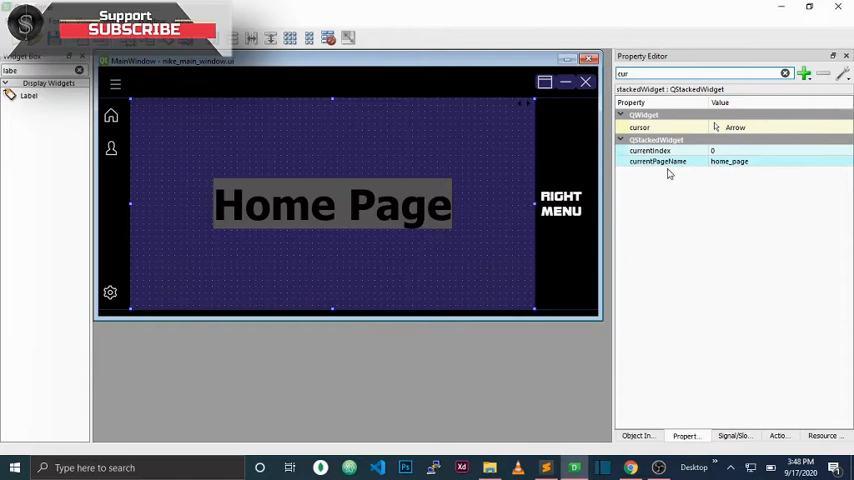 Support
SUBSCRIBE
Widget Box
labe
Display Widgets
Label
MainWindow - nike_main_window.ui
Home Page
RIGHT
MENU
Property Editor
cur
stackedWidget : QStackedWidget
Property Value
QWidget
cursor Arrow
QStackedWidget
currentIndex 0
currentPageName home_page
Object In... Propert... Signal/Slo... Actio... Resource ...
Type here to search
Ps
Xd
Desktop
3:48 PM
9/17/2020